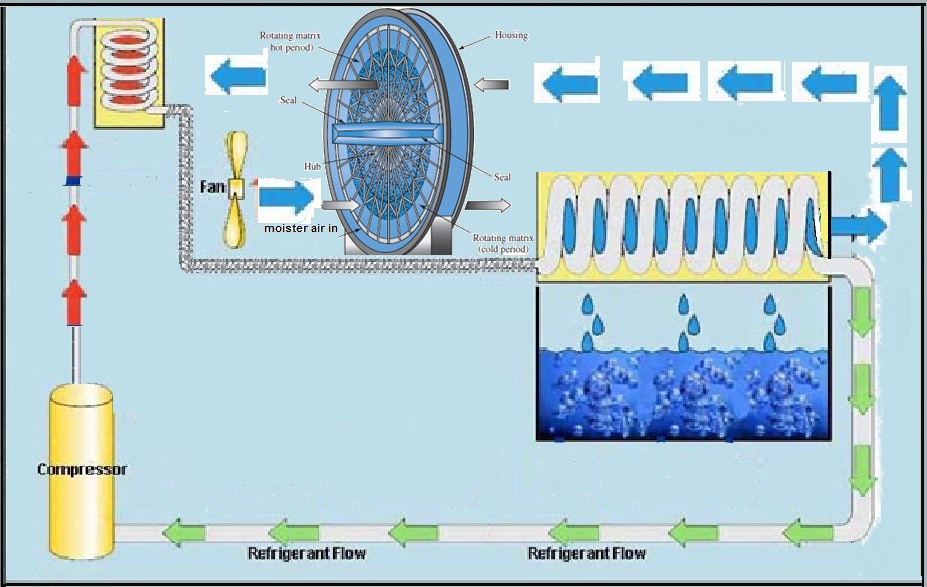 Rotating matrix
hot period)
Housing
Seal
Hub
Seal
Fan
moister air in
Rotating matrix
(cold period)
Compressor
Refrigerant Flow
Refrigerant Flow